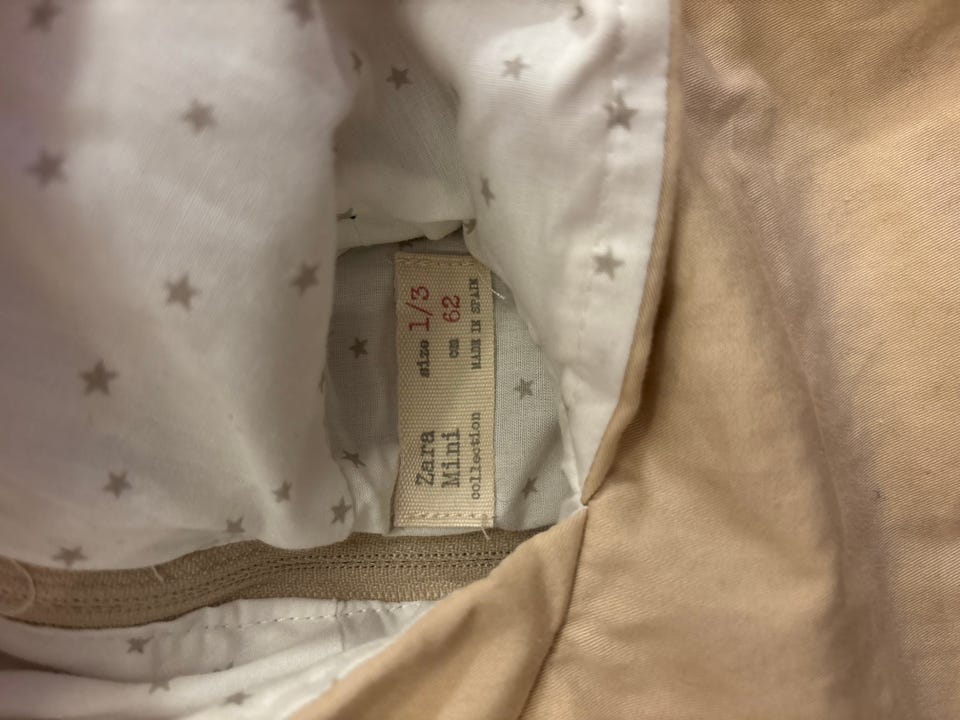 Zara size 1/3
Mini cm 62
collection MADE IN SPAIN